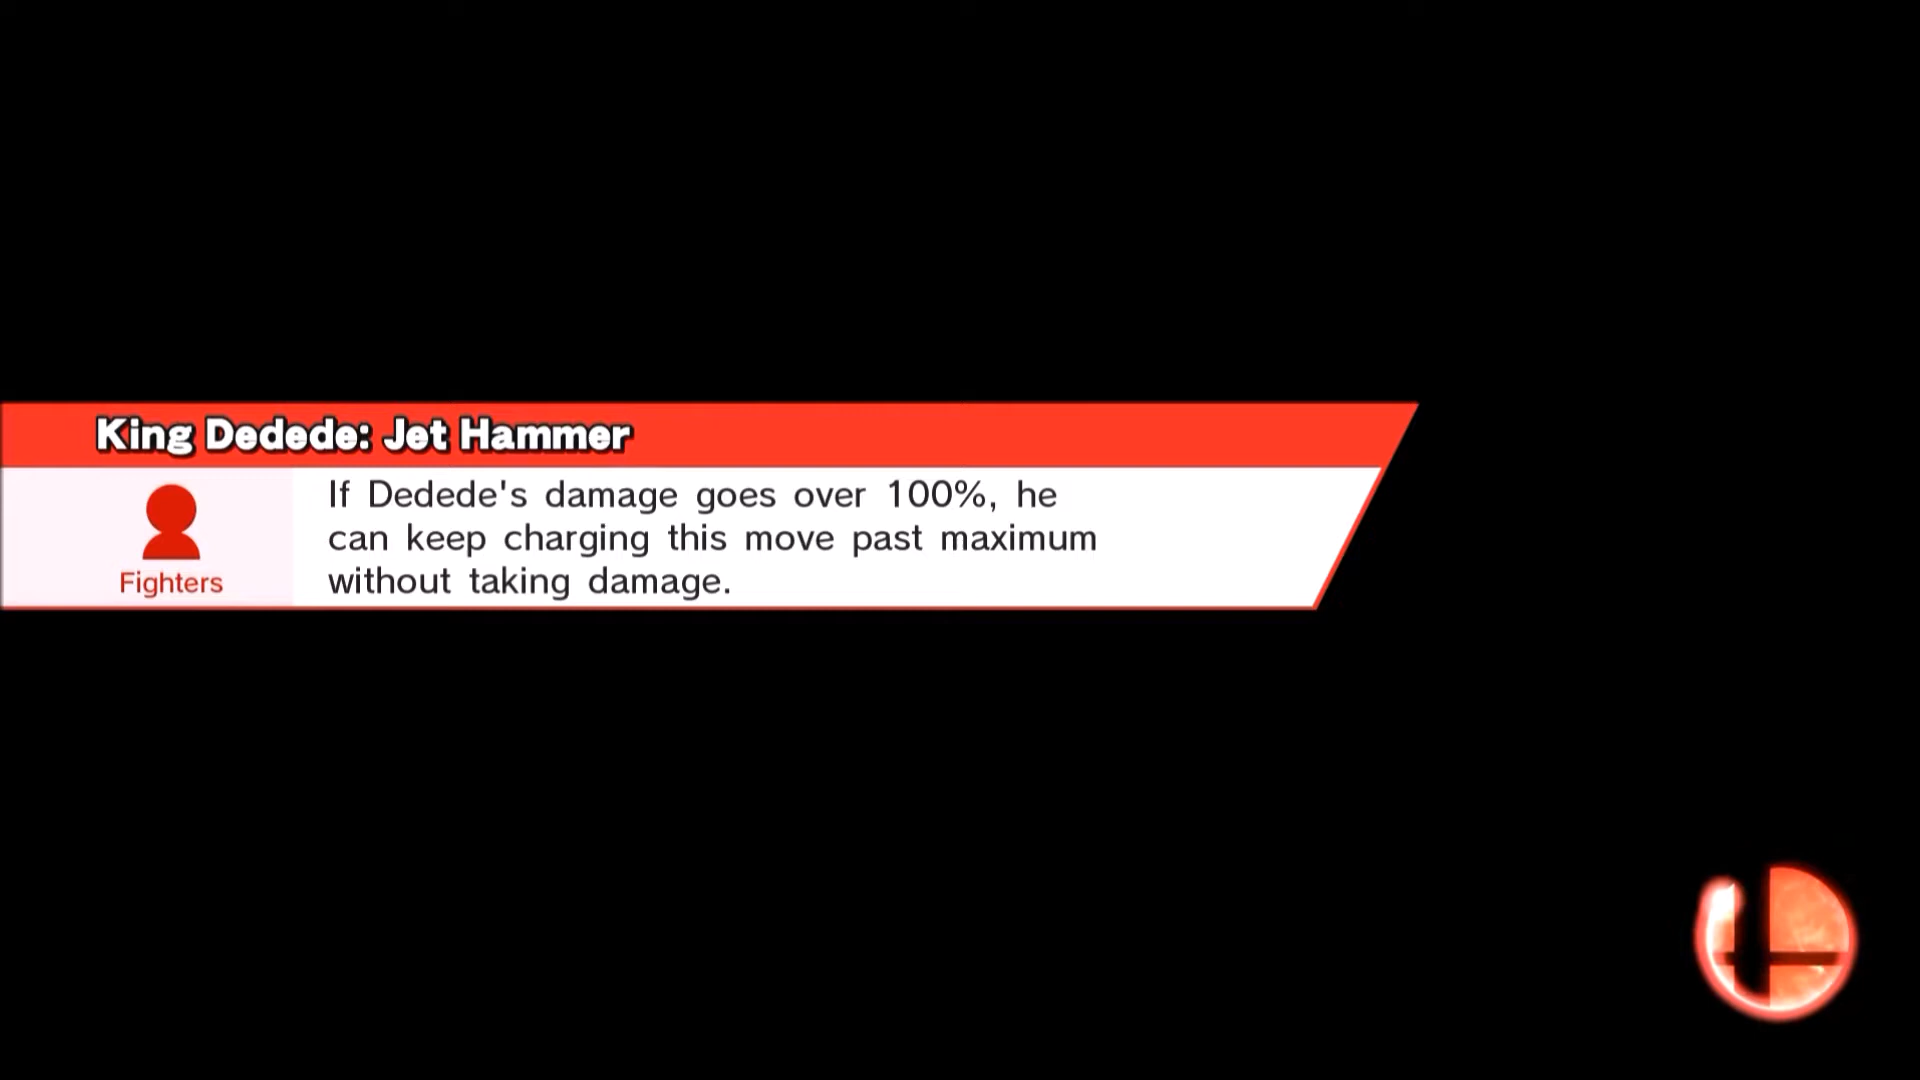 King Dedede: Jet Hammer
If Dedede's damage goes over 100%, he
can keep charging this move past maximum
without taking damage.
Fighters